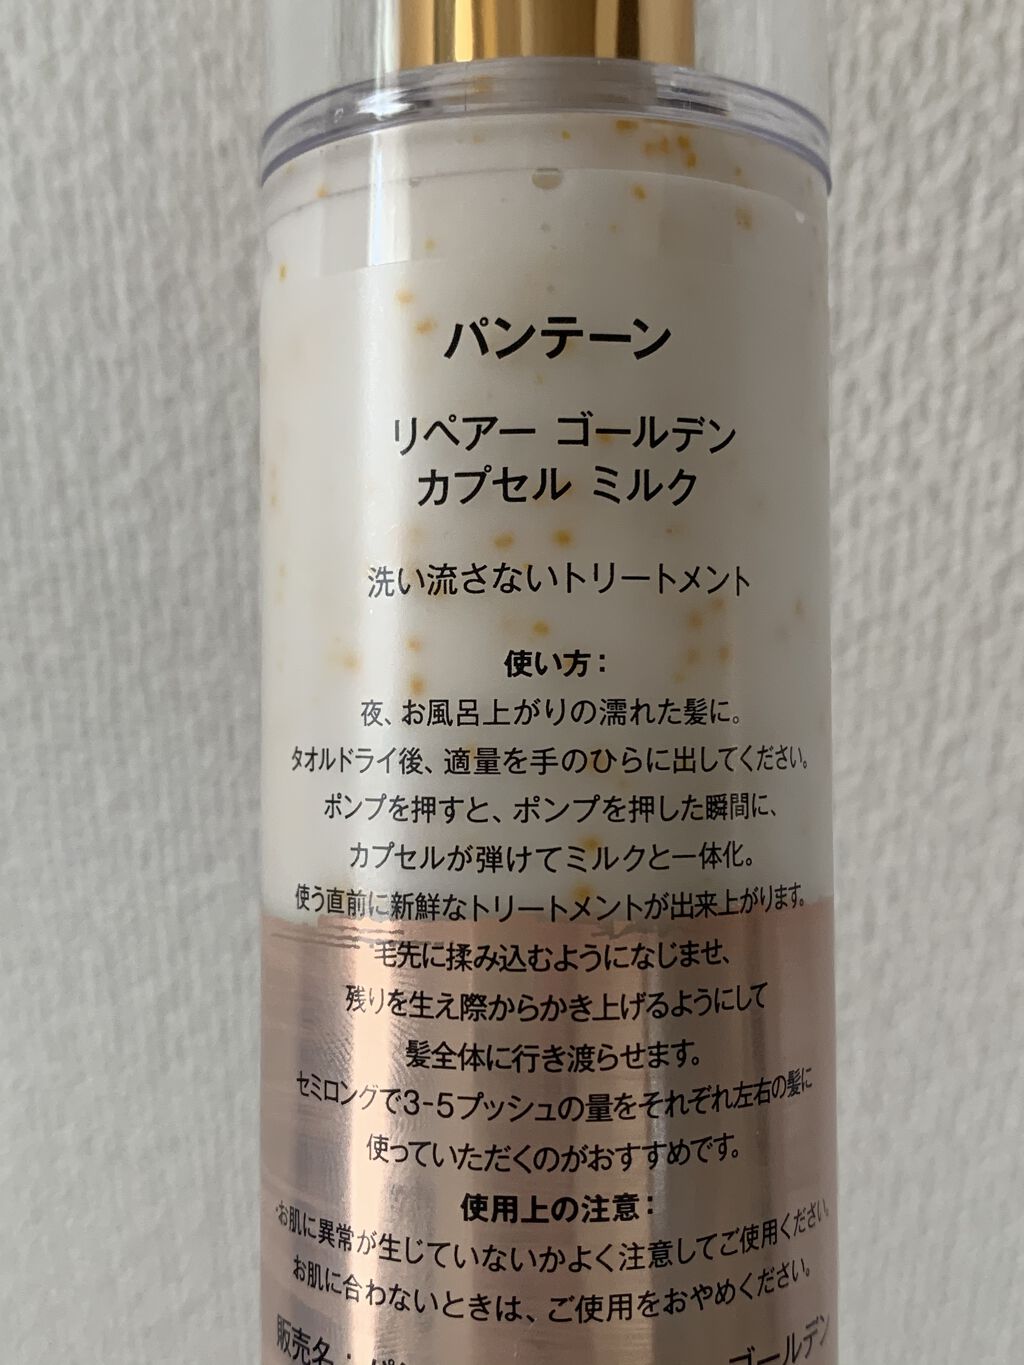 パンテーン
リペアー ゴールデン
カプセル ミルク
洗い流さないトリートメント
使い方：
夜、お風呂上がりの濡れた髪に。
タオルドライ後、適量を手のひらに出してください。
ポンプを押すと、ポンプを押した瞬間に、
カプセルが弾けてミルクと一体化。
使う直前に新鮮なトリートメントが出来上がります。
毛先に揉み込むようになじませ、
残りを生え際からかき上げるようにして
髪全体に行き渡らせます。
セミロングで3-5プッシュの量をそれぞれ左右の髪に
使っていただくのがおすすめです。
使用上の注意：
・お肌に異常が生じていないかよく注意してご使用ください。
お肌に合わないときは、ご使用をおやめください。
販売名： ゴールデン